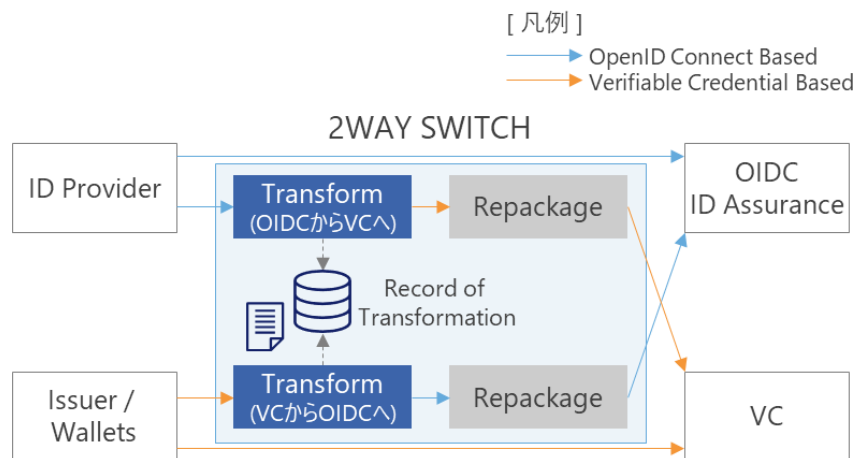 [ 凡例 ]
OpenID Connect Based
Verifiable Credential Based
2WAY SWITCH
ID Provider
Transform
(OIDCからVCへ)
Repackage
OIDC
ID Assurance
Record of
Transformation
Issuer /
Wallets
Transform
(VCからOIDCへ)
Repackage
VC